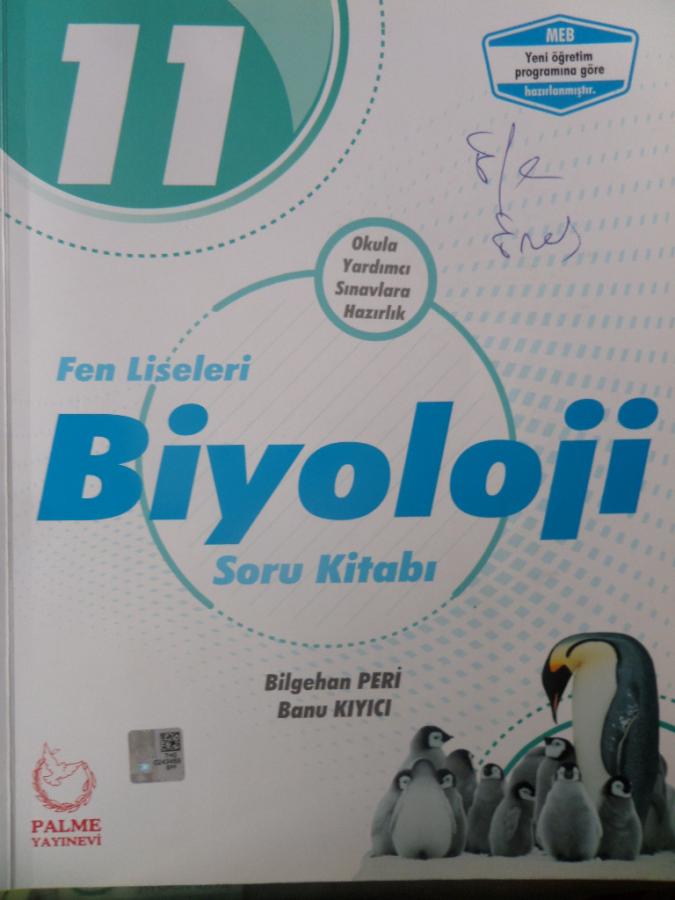 11
MEB
Yeni öğretim
programına göre
hazırlanmıştır.
Okula
Yardımcı
Sınavlara
Hazırlık
Fen Liseleri
Biyoloji
Soru Kitabı
Bilgehan PERİ
Banu KIYICI
PALME
YAYINEVİ